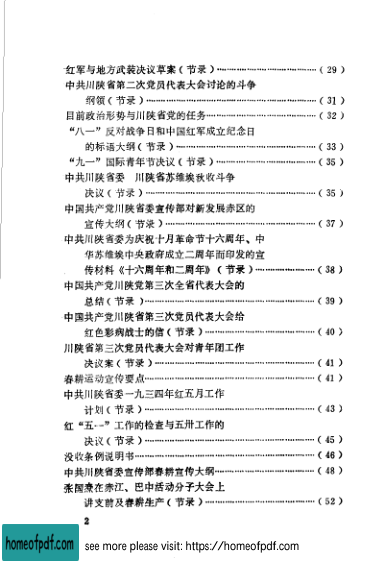 红军与地方武装决议草案(节录)……………………………(29)
中共川陕省第二次党员代表大会讨论的斗争
纲领(节录)……………………………(31)
目前政治形势与川陕省党的任务……………………………(32)
“八一”反对战争日和中国红军成立纪念日
的标语大纲(节录)……………………………(33)
“九一”国际青年节决议(节录)……………………………(35)
中共川陕省委　川陕省苏维埃秋收斗争
决议(节录)……………………………(35)
中国共产党川陕省委宣传部对新发展赤区的
宣传大纲(节录)……………………………(37)
中共川陕省委为庆祝十月革命节十六周年、中
华苏维埃中央政府成立二周年而印发的宣
传材料《十六周年和二周年》(节录)………………(38)
中国共产党川陕党第三次全省代表大会的
总结(节录)……………………………(39)
中国共产党川陕省第三次党员代表大会给
红色彩病战士的信(节录)……………………………(40)
川陕省第三次党员代表大会对青年团工作
决议案(节录)……………………………(41)
春耕运动宣传要点……………………………(41)
中共川陕省委一九三四年红五月工作
计划(节录)……………………………(43)
红“五·一”工作的检查与五卅工作的
决议(节录)……………………………(45)
没收条例说明书……………………………(46)
中共川陕省委宣传部春耕宣传大纲……………………………(48)
张国焘在赤江、巴中活动分子大会上
讲支前及春耕生产(节录)……………………………(52)
2
homeofpdf.com
see more please visit: https://homeofpdf.com